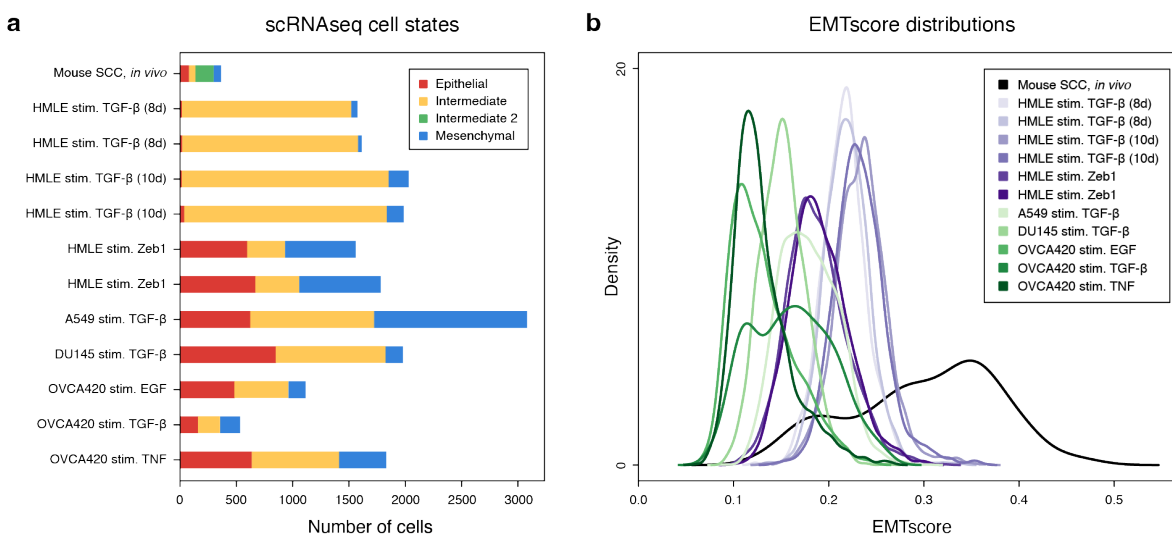 a
scRNAseq cell states
Mouse SCC, in vivo
HMLE stim. TGF-β (8d)
HMLE stim. TGF-β (8d)
HMLE stim. TGF-β (10d)
HMLE stim. TGF-β (10d)
HMLE stim. Zeb1
HMLE stim. Zeb1
A549 stim. TGF-β
DU145 stim. TGF-β
OVCA420 stim. EGF
OVCA420 stim. TGF-β
OVCA420 stim. TNF
Epithelial
Intermediate
Intermediate 2
Mesenchymal
0 500 1000 1500 2000 2500 3000
Number of cells
b
EMTscore distributions
20
Density
0
Mouse SCC, in vivo
HMLE stim. TGF-β (8d)
HMLE stim. TGF-β (8d)
HMLE stim. TGF-β (10d)
HMLE stim. TGF-β (10d)
HMLE stim. Zeb1
HMLE stim. Zeb1
A549 stim. TGF-β
DU145 stim. TGF-β
OVCA420 stim. EGF
OVCA420 stim. TGF-β
OVCA420 stim. TNF
0.0 0.1 0.2 0.3 0.4 0.5
EMTscore